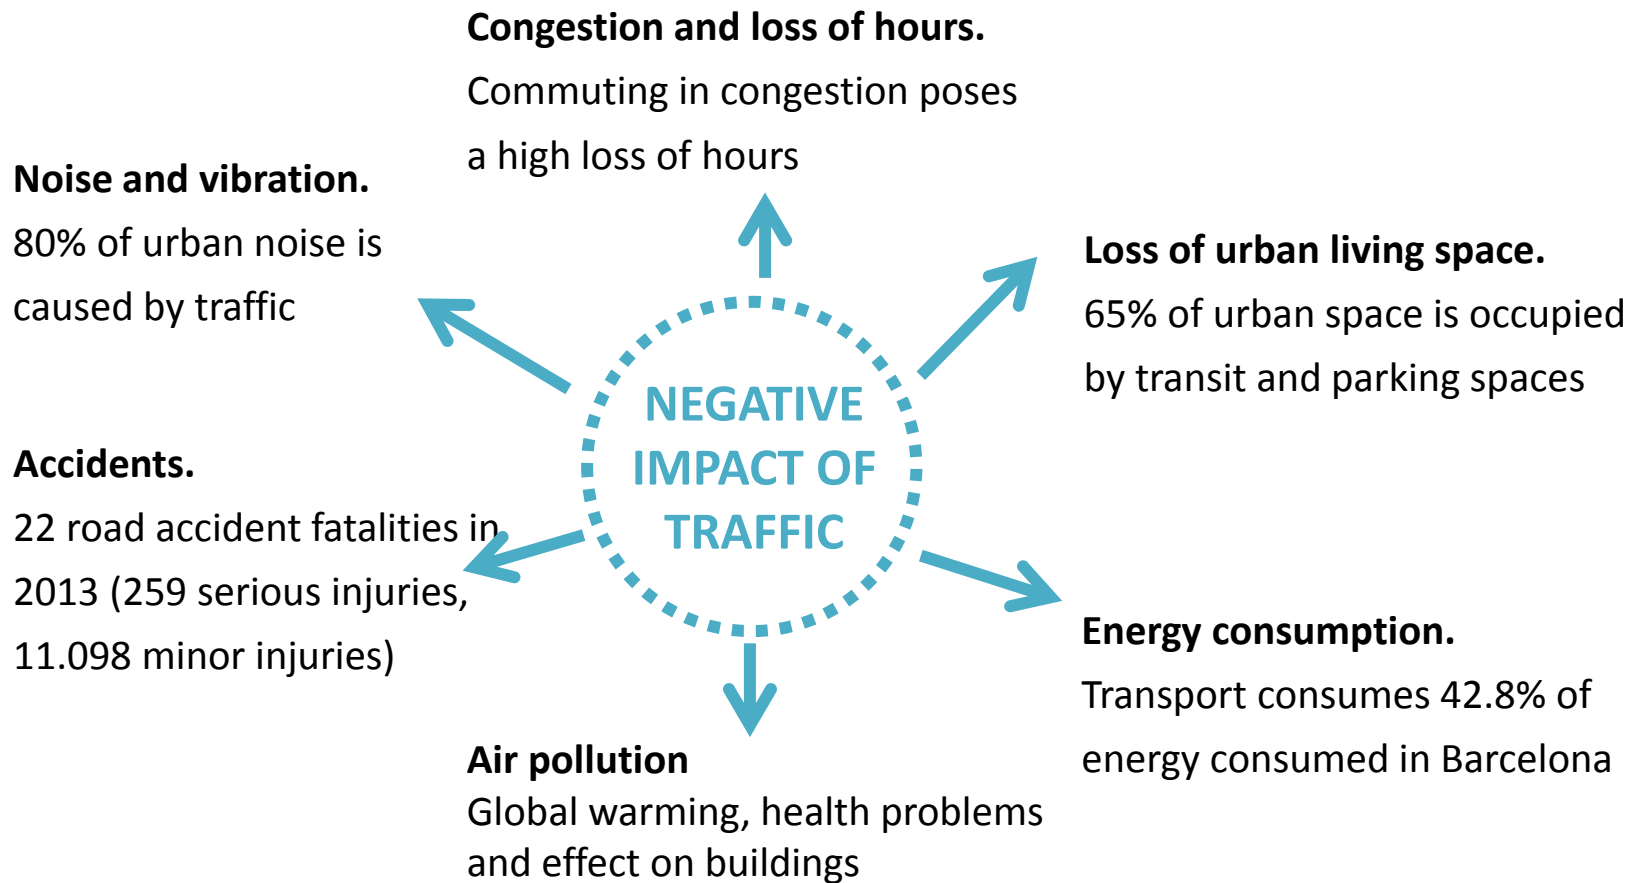 Congestion and loss of hours.
Commuting in congestion poses
a high loss of hours
Noise and vibration.
80% of urban noise is
caused by traffic
Loss of urban living space.
65% of urban space is occupied
by transit and parking spaces
NEGATIVE
IMPACT OF
TRAFFIC
Accidents.
22 road accident fatalities in
2013 (259 serious injuries,
11.098 minor injuries)
Energy consumption.
Transport consumes 42.8% of
energy consumed in Barcelona
Air pollution
Global warming, health problems
and effect on buildings